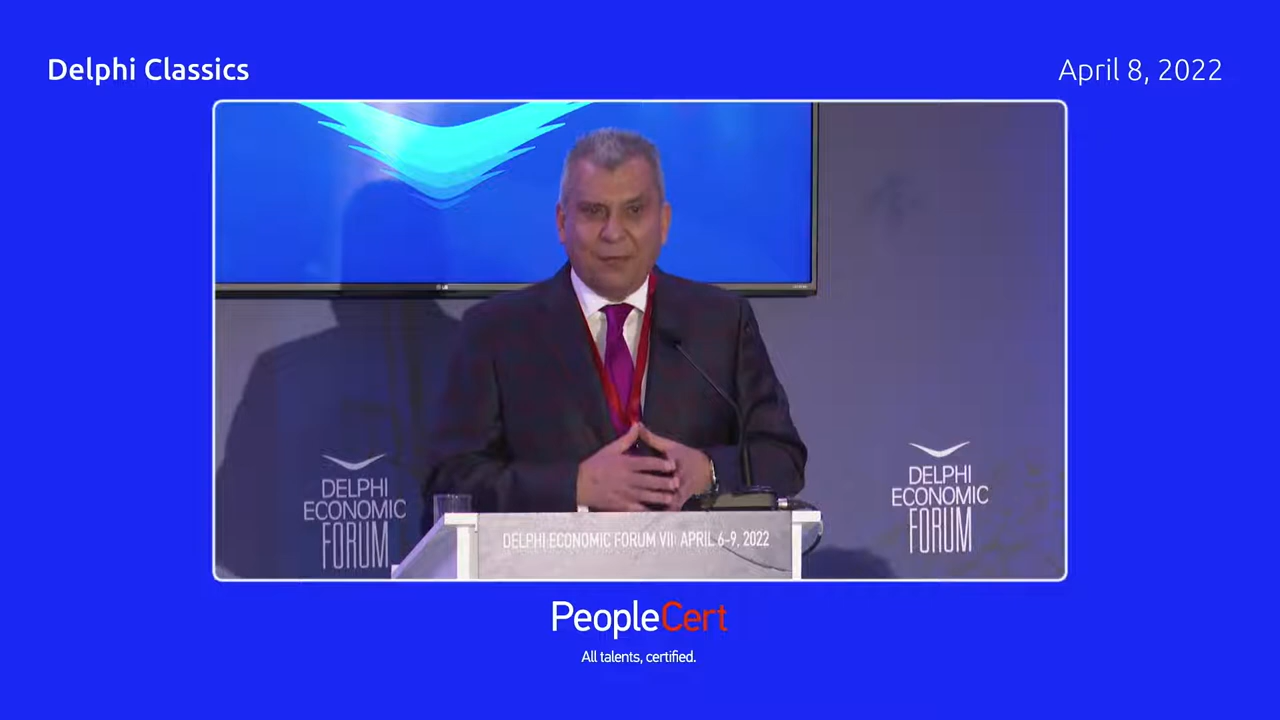 Delphi Classics
April 8, 2022
DELPHI
ECONOMIC
FORUM
DELPHI ECONOMIC FORUM VII: APRIL 6-9, 2022
DELPHI
ECONOMIC
FORUM
PeopleCert
All talents, certified.